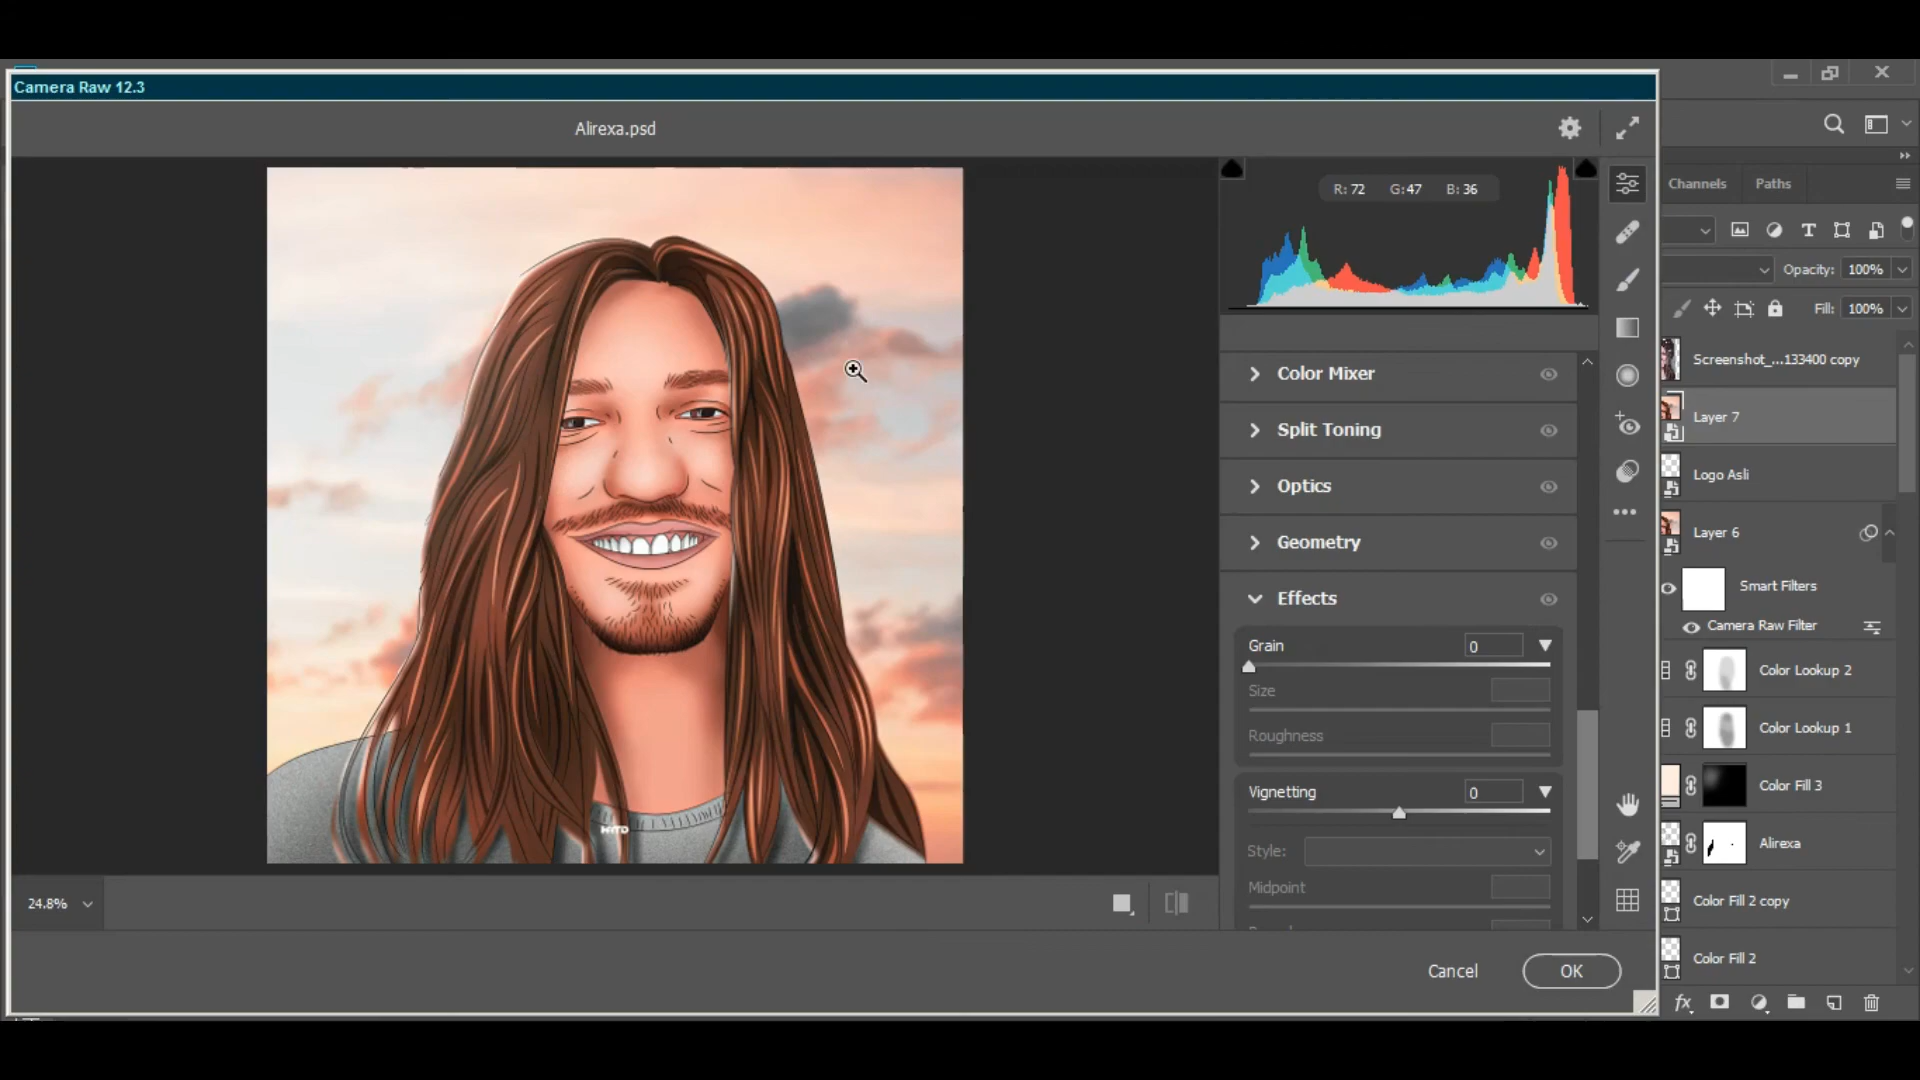 Camera Raw 12.3
Alirexa.psd
R: 72 G: 47 B: 36
Color Mixer
Split Toning
Optics
Geometry
Effects
Grain 0
Size
Roughness
Vignetting 0
Style:
Midpoint
24.8%
Cancel OK
Channels Paths
T
Opacity: 100%
Fill: 100%
Screenshot_...133400 copy
Layer 7
Logo Asli
Layer 6
Smart Filters
Camera Raw Filter
Color Lookup 2
Color Lookup 1
Color Fill 3
Alirexa
Color Fill 2 copy
Color Fill 2
fx